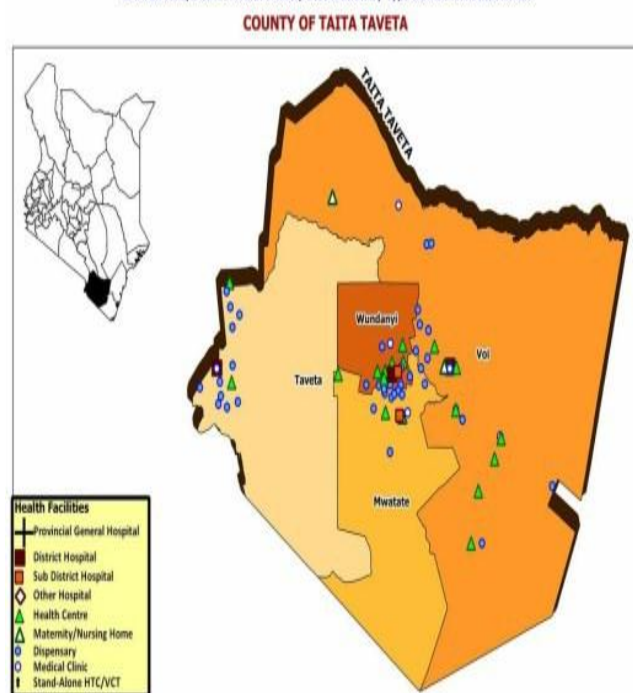 COUNTY OF TAITA TAVETA
TAITA TAVETA
Wundanyi
Voi
Taveta
Mwatate
Health Facilities
Provincial General Hospital
District Hospital
Sub District Hospital
Other Hospital
Health Centre
Maternity/Nursing Home
Dispensary
Medical Clinic
Stand-Alone HTC/VCT